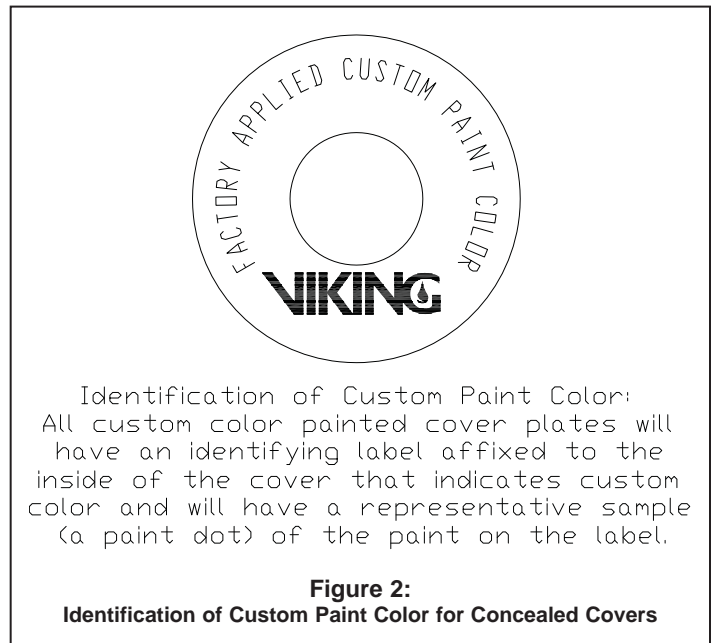 FACTORY APPLIED CUSTOM PAINT COLOR
VIKING
Identification of Custom Paint Color:
All custom color painted cover plates will
have an identifying label affixed to the
inside of the cover that indicates custom
color and will have a representative sample
(a paint dot) of the paint on the label.
Figure 2:
Identification of Custom Paint Color for Concealed Covers